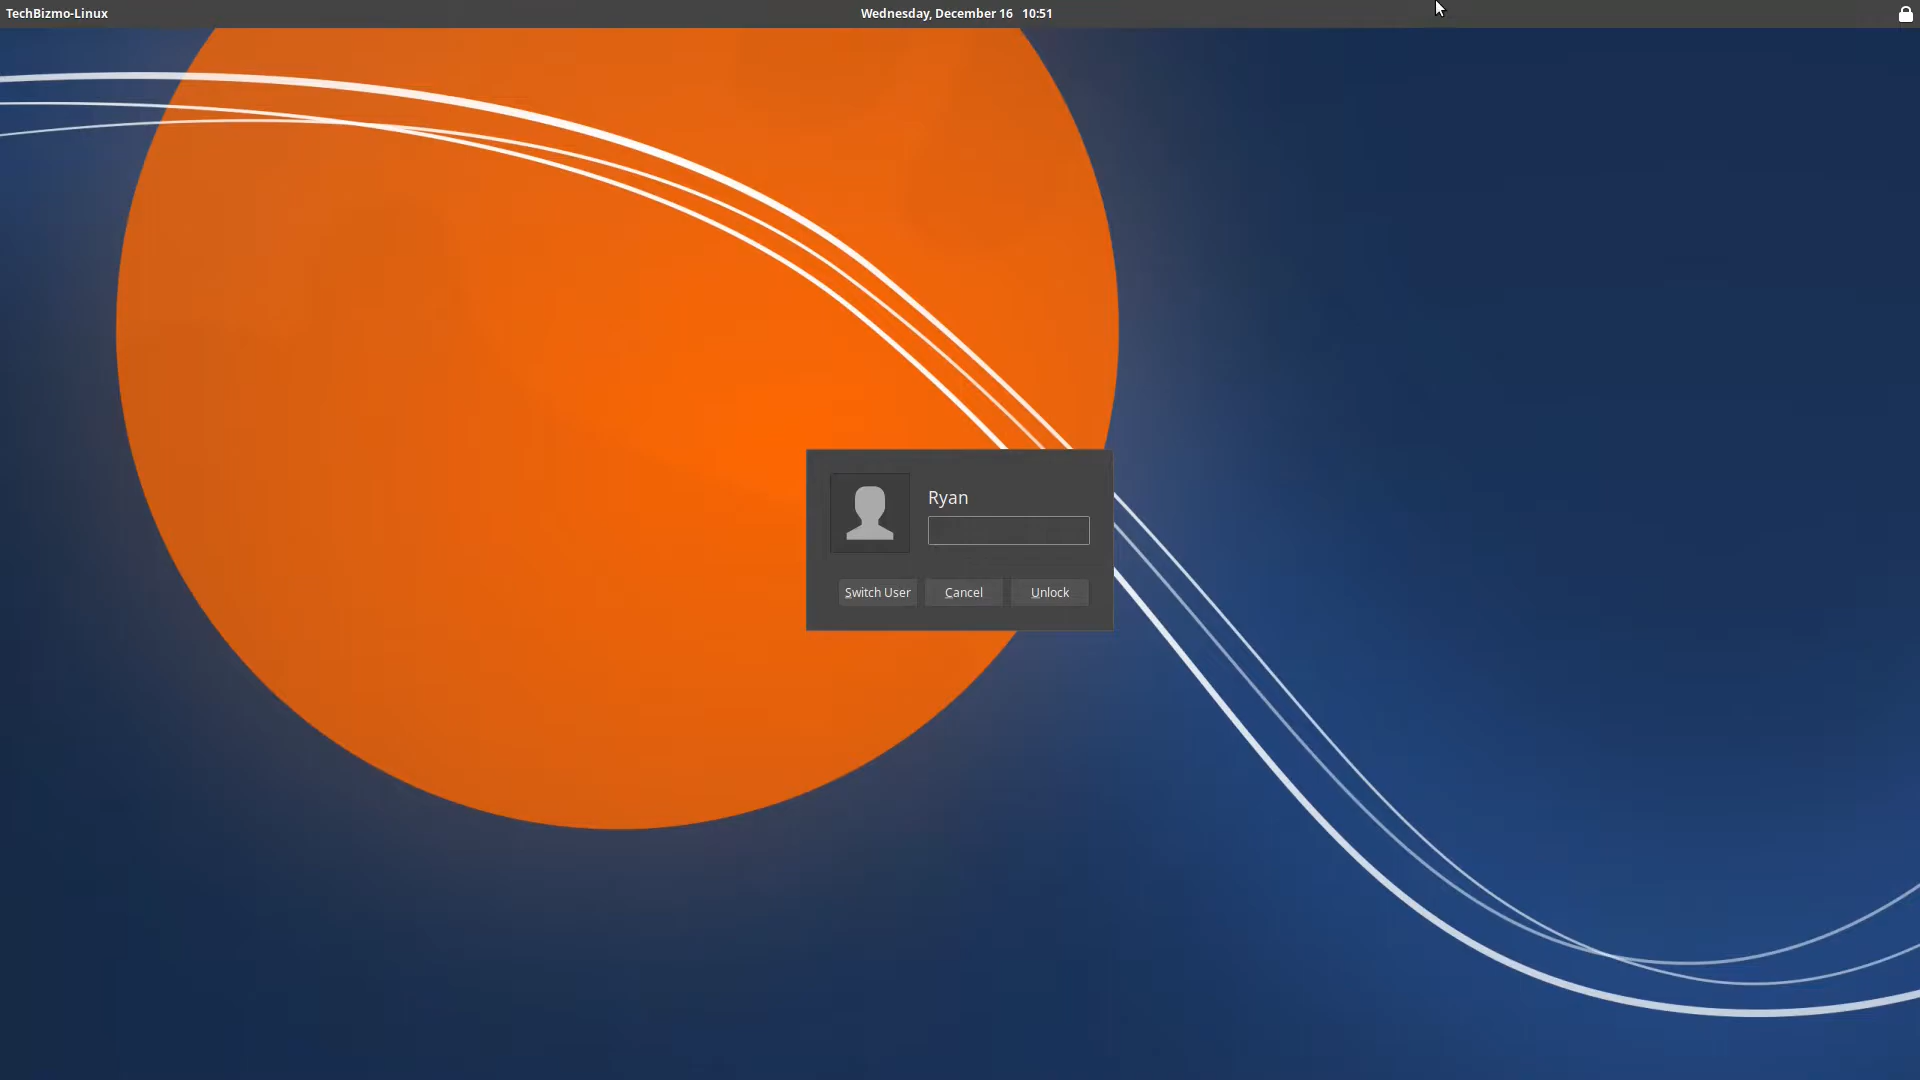 TechBizmo-Linux
Wednesday, December 16 10:51
Ryan
Switch User
Cancel
Unlock